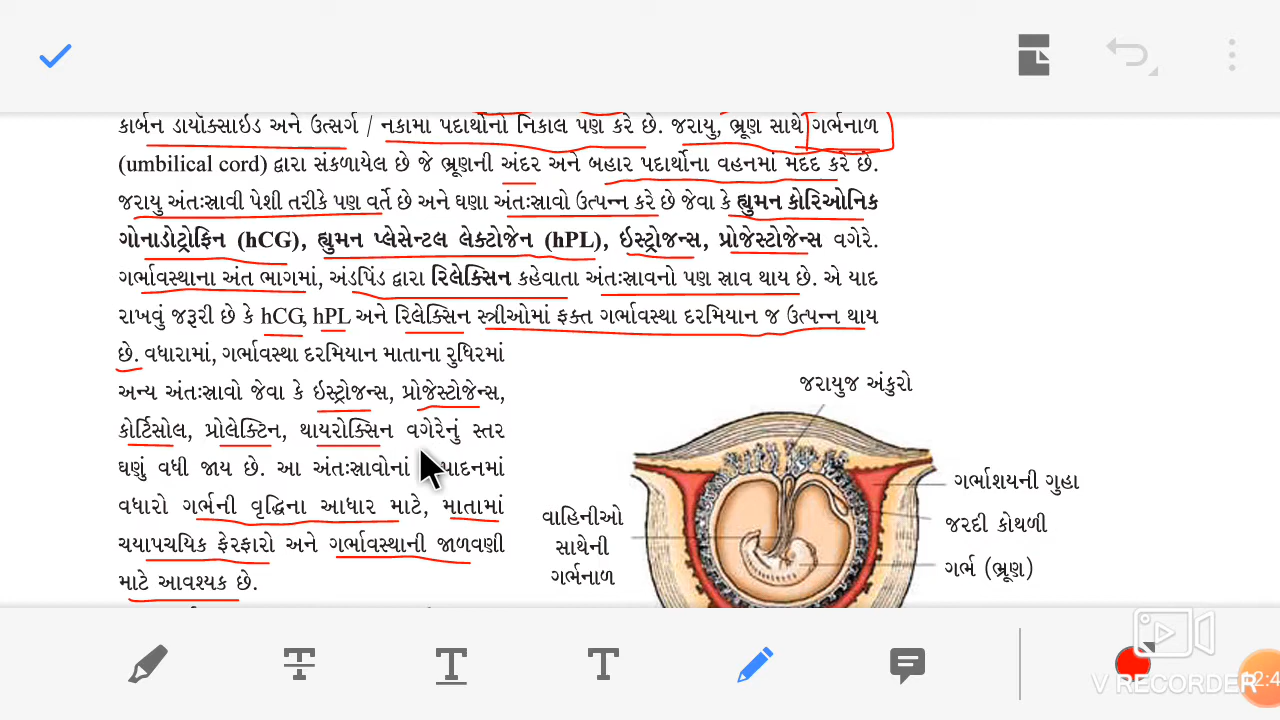 કાર્બન ડાયૉક્સાઇડ અને ઉત્સર્ગ / નકામા પદાર્થોનો નિકાલ પણ કરે છે. જરાયુ, ભ્રૂણ સાથે ગર્ભનાળ
(umbilical cord) દ્વારા સંકળાયેલ છે જે ભ્રૂણની અંદર અને બહાર પદાર્થોના વહનમાં મદદ કરે છે.
જરાયુ અંતઃસ્રાવી પેશી તરીકે પણ વર્તે છે અને ઘણા અંતઃસ્રાવો ઉત્પન્ન કરે છે જેવા કે હ્યુમન કોરિઓનિક
ગોનાડોટ્રોફિન (hCG), હ્યુમન પ્લેસેન્ટલ લેક્ટોજેન (hPL), ઇસ્ટ્રોજન્સ, પ્રોજેસ્ટોજેન્સ વગેરે.
ગર્ભાવસ્થાના અંત ભાગમાં, અંડપિંડ દ્વારા રિલેક્સિન કહેવાતા અંતઃસ્રાવનો પણ સ્રાવ થાય છે. એ યાદ
રાખવું જરૂરી છે કે hCG, hPL અને રિલેક્સિન સ્ત્રીઓમાં ફક્ત ગર્ભાવસ્થા દરમિયાન જ ઉત્પન્ન થાય
છે. વધારામાં, ગર્ભાવસ્થા દરમિયાન માતાના રુધિરમાં
અન્ય અંતઃસ્રાવો જેવા કે ઇસ્ટ્રોજન્સ, પ્રોજેસ્ટોજેન્સ,
કોર્ટિસોલ, પ્રોલેક્ટિન, થાયરોક્સિન વગેરેનું સ્તર
ઘણું વધી જાય છે. આ અંતઃસ્રાવોનાં
વધારો ગર્ભની વૃદ્ધિના આધાર માટે, માતામાં
ચયાપચયિક ફેરફારો અને ગર્ભાવસ્થાની જાળવણી
માટે આવશ્યક છે.
જરાયુજ અંકુરો
ગર્ભાશયની ગુહા
વાહિનીઓ
સાથેની
ગર્ભનાળ
જરદી કોથળી
ગર્ભ (ભ્રૂણ)
T T T
V RECORDER